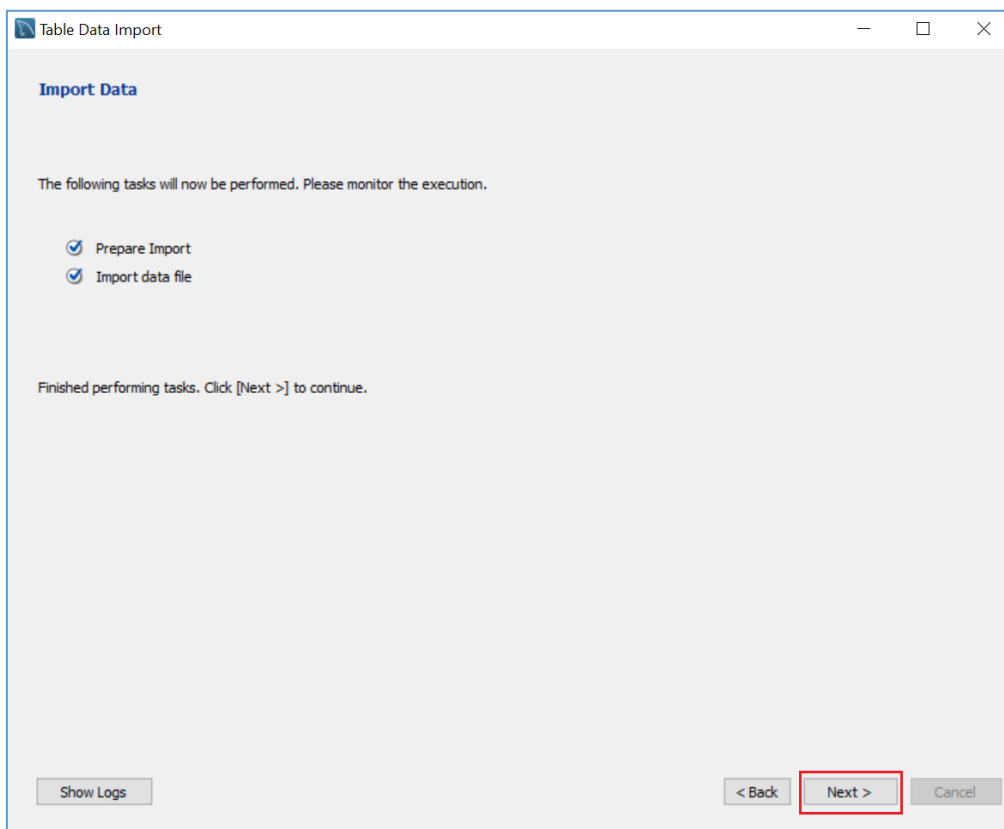 Table Data Import
Import Data
The following tasks will now be performed. Please monitor the execution.
Prepare Import
Import data file
Finished performing tasks. Click [Next >] to continue.
Show Logs
< Back
Next >
Cancel